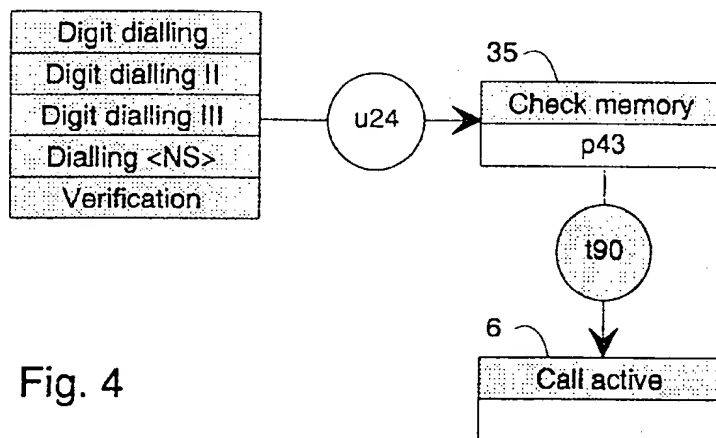 Digit dialling
Digit dialling II
Digit dialling III
Dialling <NS>
Verification
u24
35
Check memory
p43
t90
6
Call active
Fig. 4